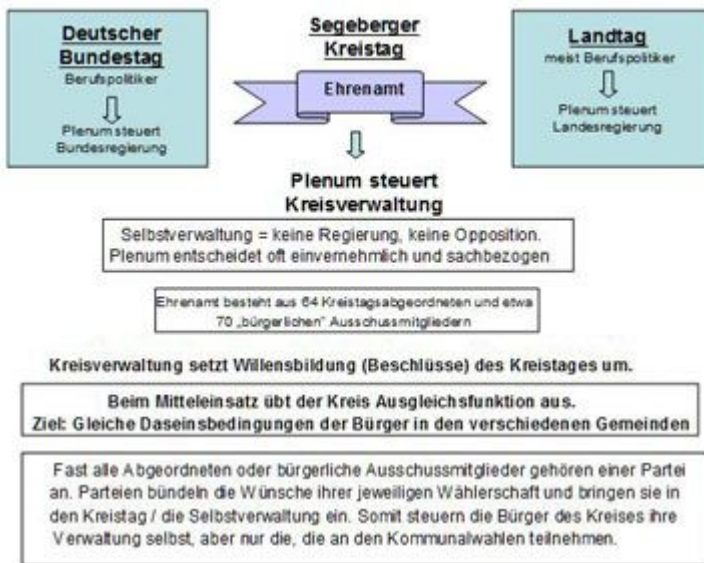 Deutscher
Bundestag
Berufspolitiker
Plenum steuert
Bundesregierung
Segeberger
Kreistag
Ehrenamt
Landtag
meist Berufspolitiker
Plenum steuert
Landesregierung
Plenum steuert
Kreisverwaltung
Selbstverwaltung = keine Regierung, keine Opposition.
Plenum entscheidet oft einvernehmlich und sachbezogen
Ehrenamt besteht aus 64 Kreistagsabgeordneten und etwa
70 „bürgerlichen" Ausschussmitgliedern
Kreisverwaltung setzt Willensbildung (Beschlüsse) des Kreistages um.
Beim Mitteleinsatz übt der Kreis Ausgleichsfunktion aus.
Ziel: Gleiche Daseinsbedingungen der Bürger in den verschiedenen Gemeinden
Fast alle Abgeordneten oder bürgerliche Ausschussmitglieder gehören einer Partei
an. Parteien bündeln die Wünsche ihrer jeweiligen Wählerschaft und bringen sie in
den Kreistag / die Selbstverwaltung ein. Somit steuern die Bürger des Kreises ihre
Verwaltung selbst, aber nur die, die an den Kommunalwahlen teilnehmen.